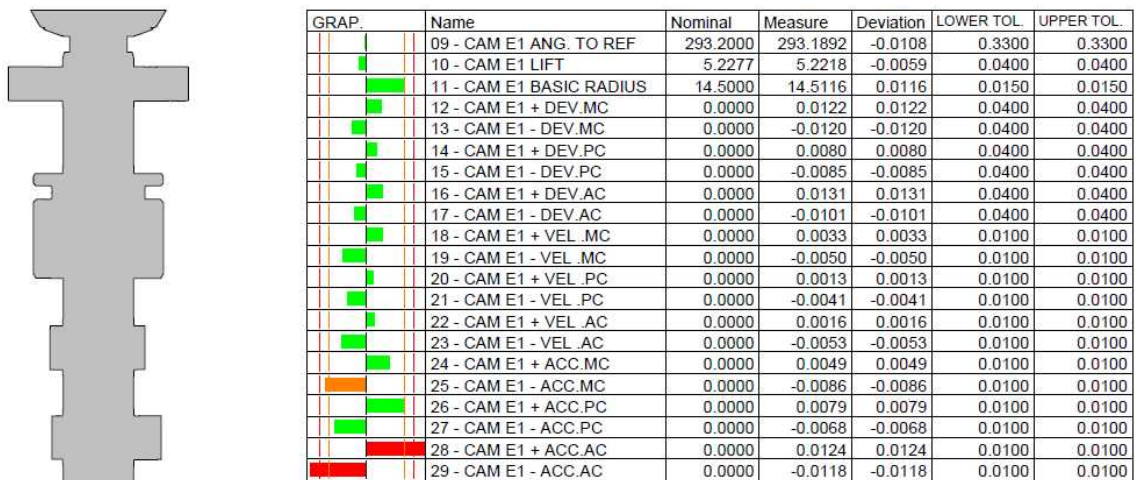 GRAP. Name Nominal Measure Deviation LOWER TOL. UPPER TOL.
09 - CAM E1 ANG. TO REF 293.2000 293.1892 -0.0108 0.3300 0.3300
10 - CAM E1 LIFT 5.2277 5.2218 -0.0059 0.0400 0.0400
11 - CAM E1 BASIC RADIUS 14.5000 14.5116 0.0116 0.0150 0.0150
12 - CAM E1 + DEV.MC 0.0000 0.0122 0.0122 0.0400 0.0400
13 - CAM E1 - DEV.MC 0.0000 -0.0120 -0.0120 0.0400 0.0400
14 - CAM E1 + DEV.PC 0.0000 0.0080 0.0080 0.0400 0.0400
15 - CAM E1 - DEV.PC 0.0000 -0.0085 -0.0085 0.0400 0.0400
16 - CAM E1 + DEV.AC 0.0000 0.0131 0.0131 0.0400 0.0400
17 - CAM E1 - DEV.AC 0.0000 -0.0101 -0.0101 0.0400 0.0400
18 - CAM E1 + VEL .MC 0.0000 0.0033 0.0033 0.0100 0.0100
19 - CAM E1 - VEL .MC 0.0000 -0.0050 -0.0050 0.0100 0.0100
20 - CAM E1 + VEL .PC 0.0000 0.0013 0.0013 0.0100 0.0100
21 - CAM E1 - VEL .PC 0.0000 -0.0041 -0.0041 0.0100 0.0100
22 - CAM E1 + VEL .AC 0.0000 0.0016 0.0016 0.0100 0.0100
23 - CAM E1 - VEL .AC 0.0000 -0.0053 -0.0053 0.0100 0.0100
24 - CAM E1 + ACC.MC 0.0000 0.0049 0.0049 0.0100 0.0100
25 - CAM E1 - ACC.MC 0.0000 -0.0086 -0.0086 0.0100 0.0100
26 - CAM E1 + ACC.PC 0.0000 0.0079 0.0079 0.0100 0.0100
27 - CAM E1 - ACC.PC 0.0000 -0.0068 -0.0068 0.0100 0.0100
28 - CAM E1 + ACC.AC 0.0000 0.0124 0.0124 0.0100 0.0100
29 - CAM E1 - ACC.AC 0.0000 -0.0118 -0.0118 0.0100 0.0100